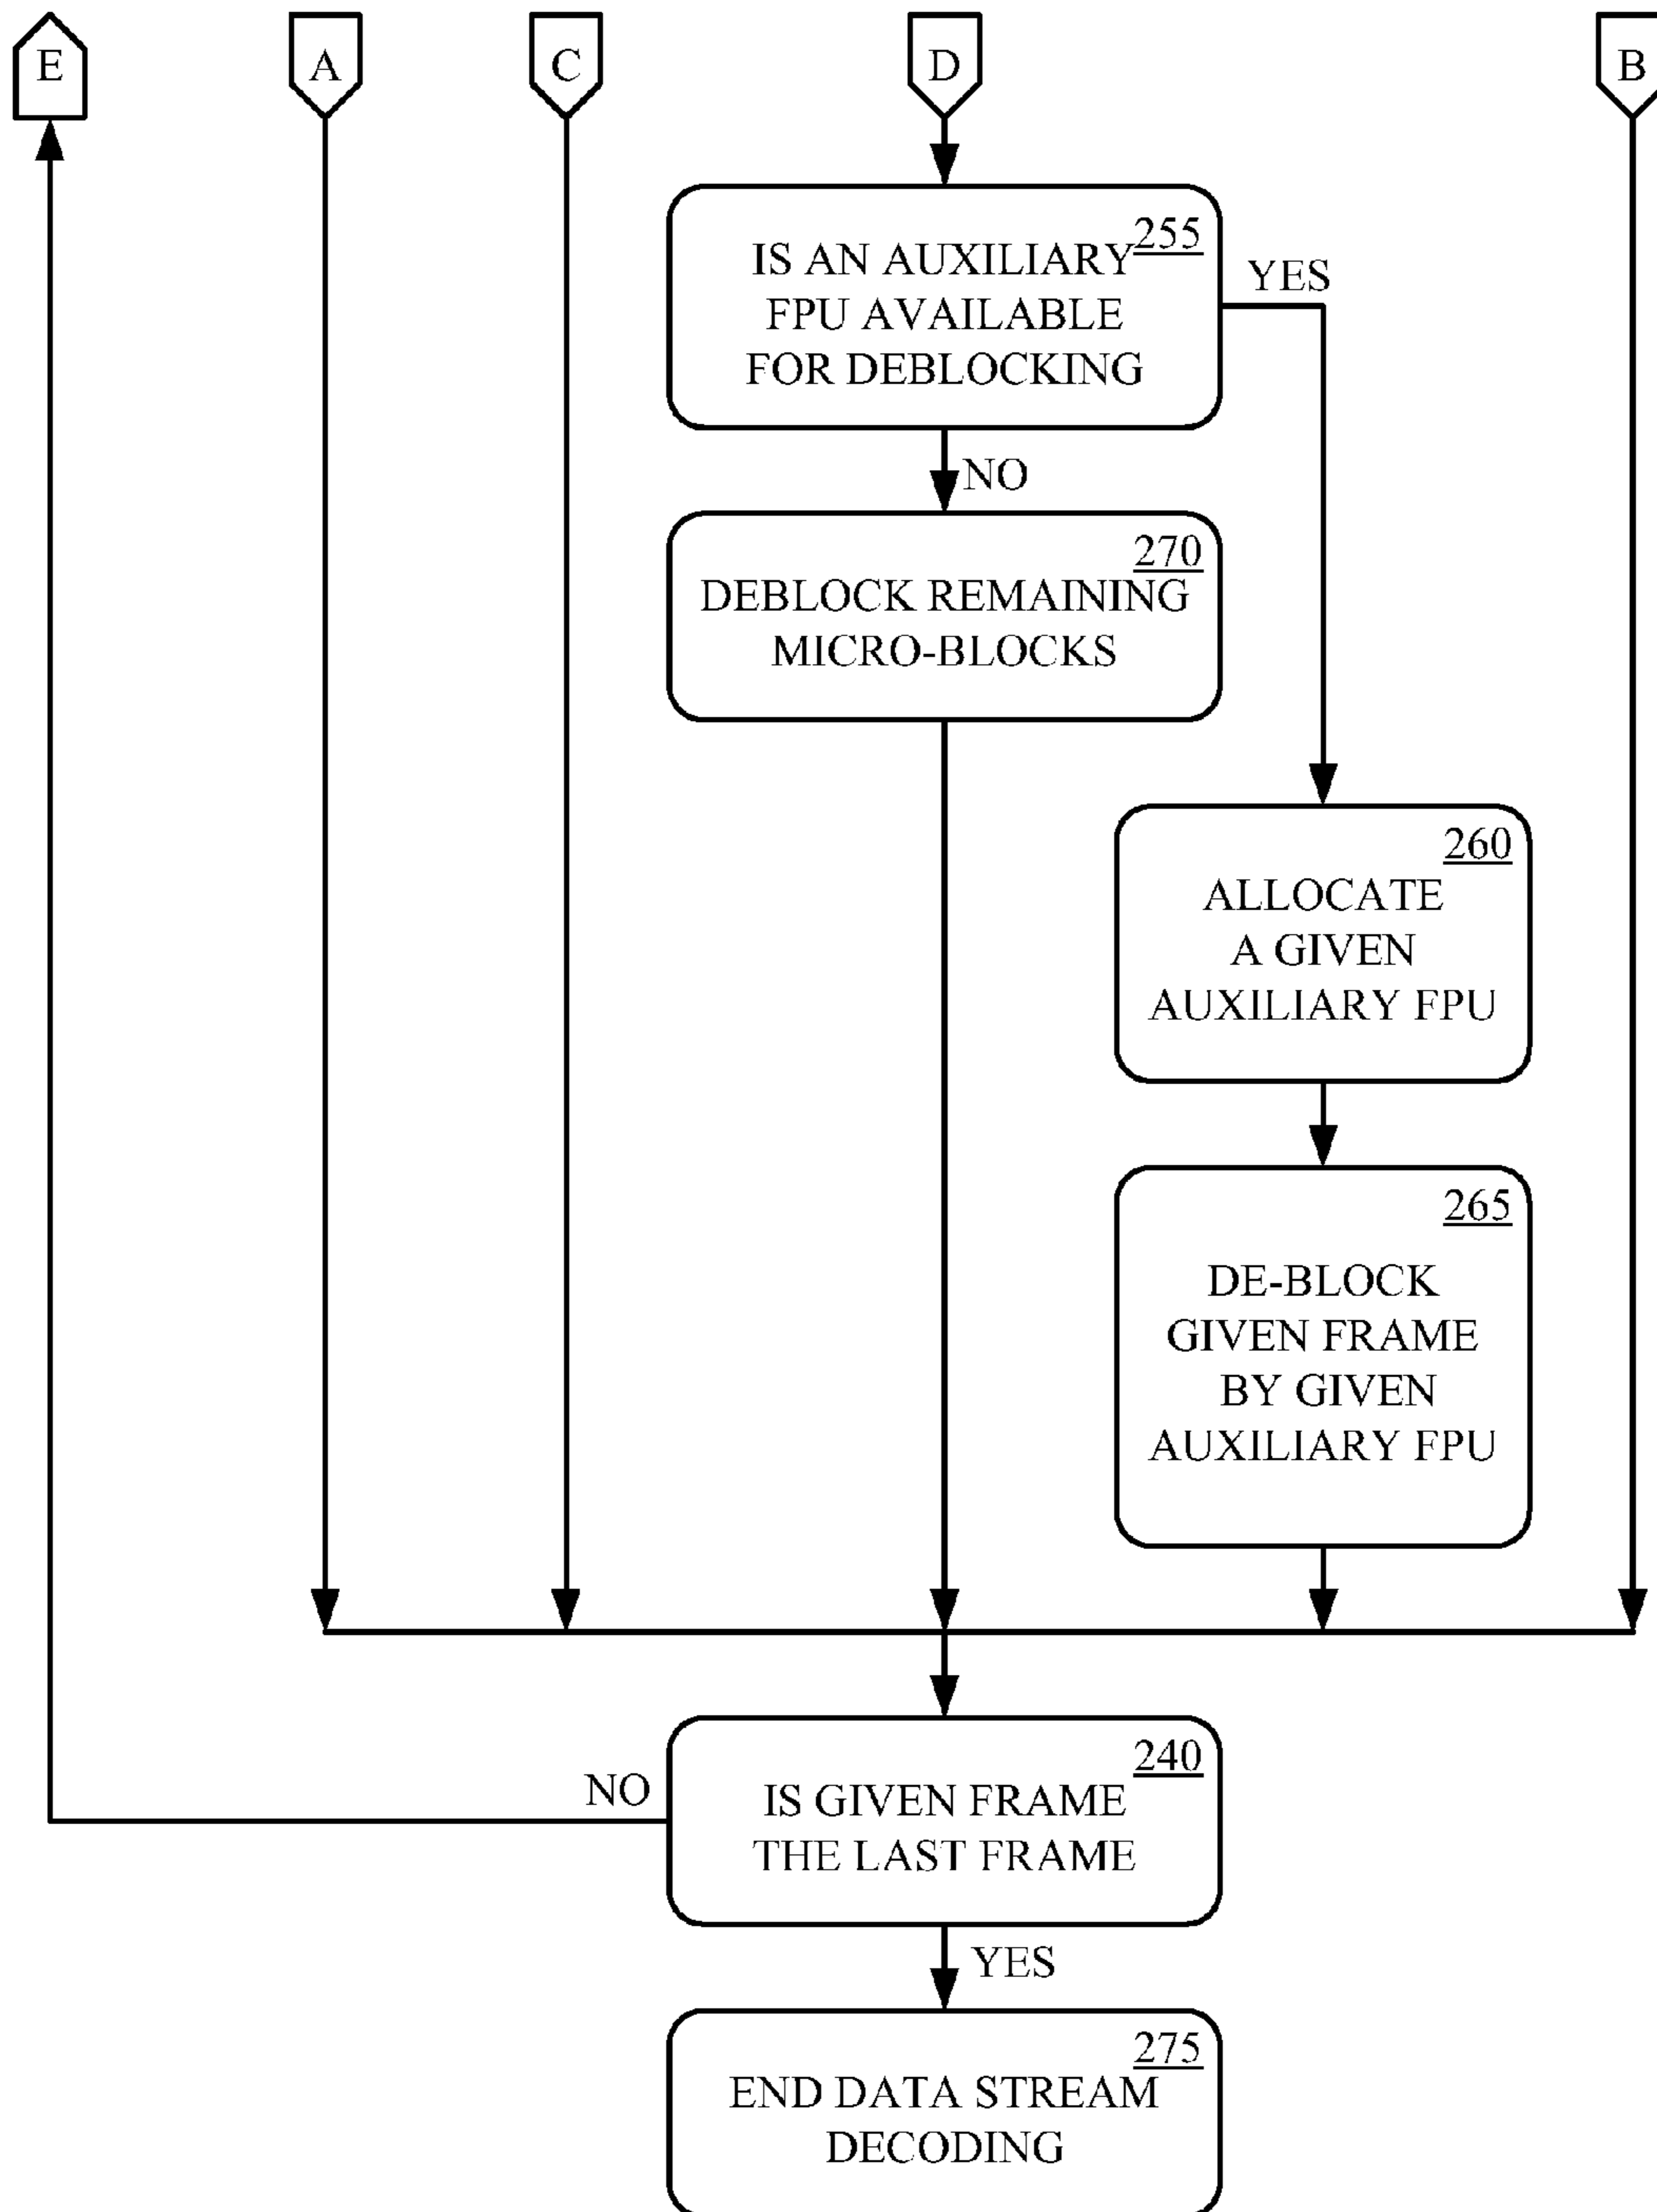 E
A
C
D
B
255
IS AN AUXILIARY
FPU AVAILABLE
FOR DEBLOCKING
YES
NO
270
DEBLOCK REMAINING
MICRO-BLOCKS
260
ALLOCATE
A GIVEN
AUXILIARY FPU
265
DE-BLOCK
GIVEN FRAME
BY GIVEN
AUXILIARY FPU
240
IS GIVEN FRAME
THE LAST FRAME
NO
YES
275
END DATA STREAM
DECODING